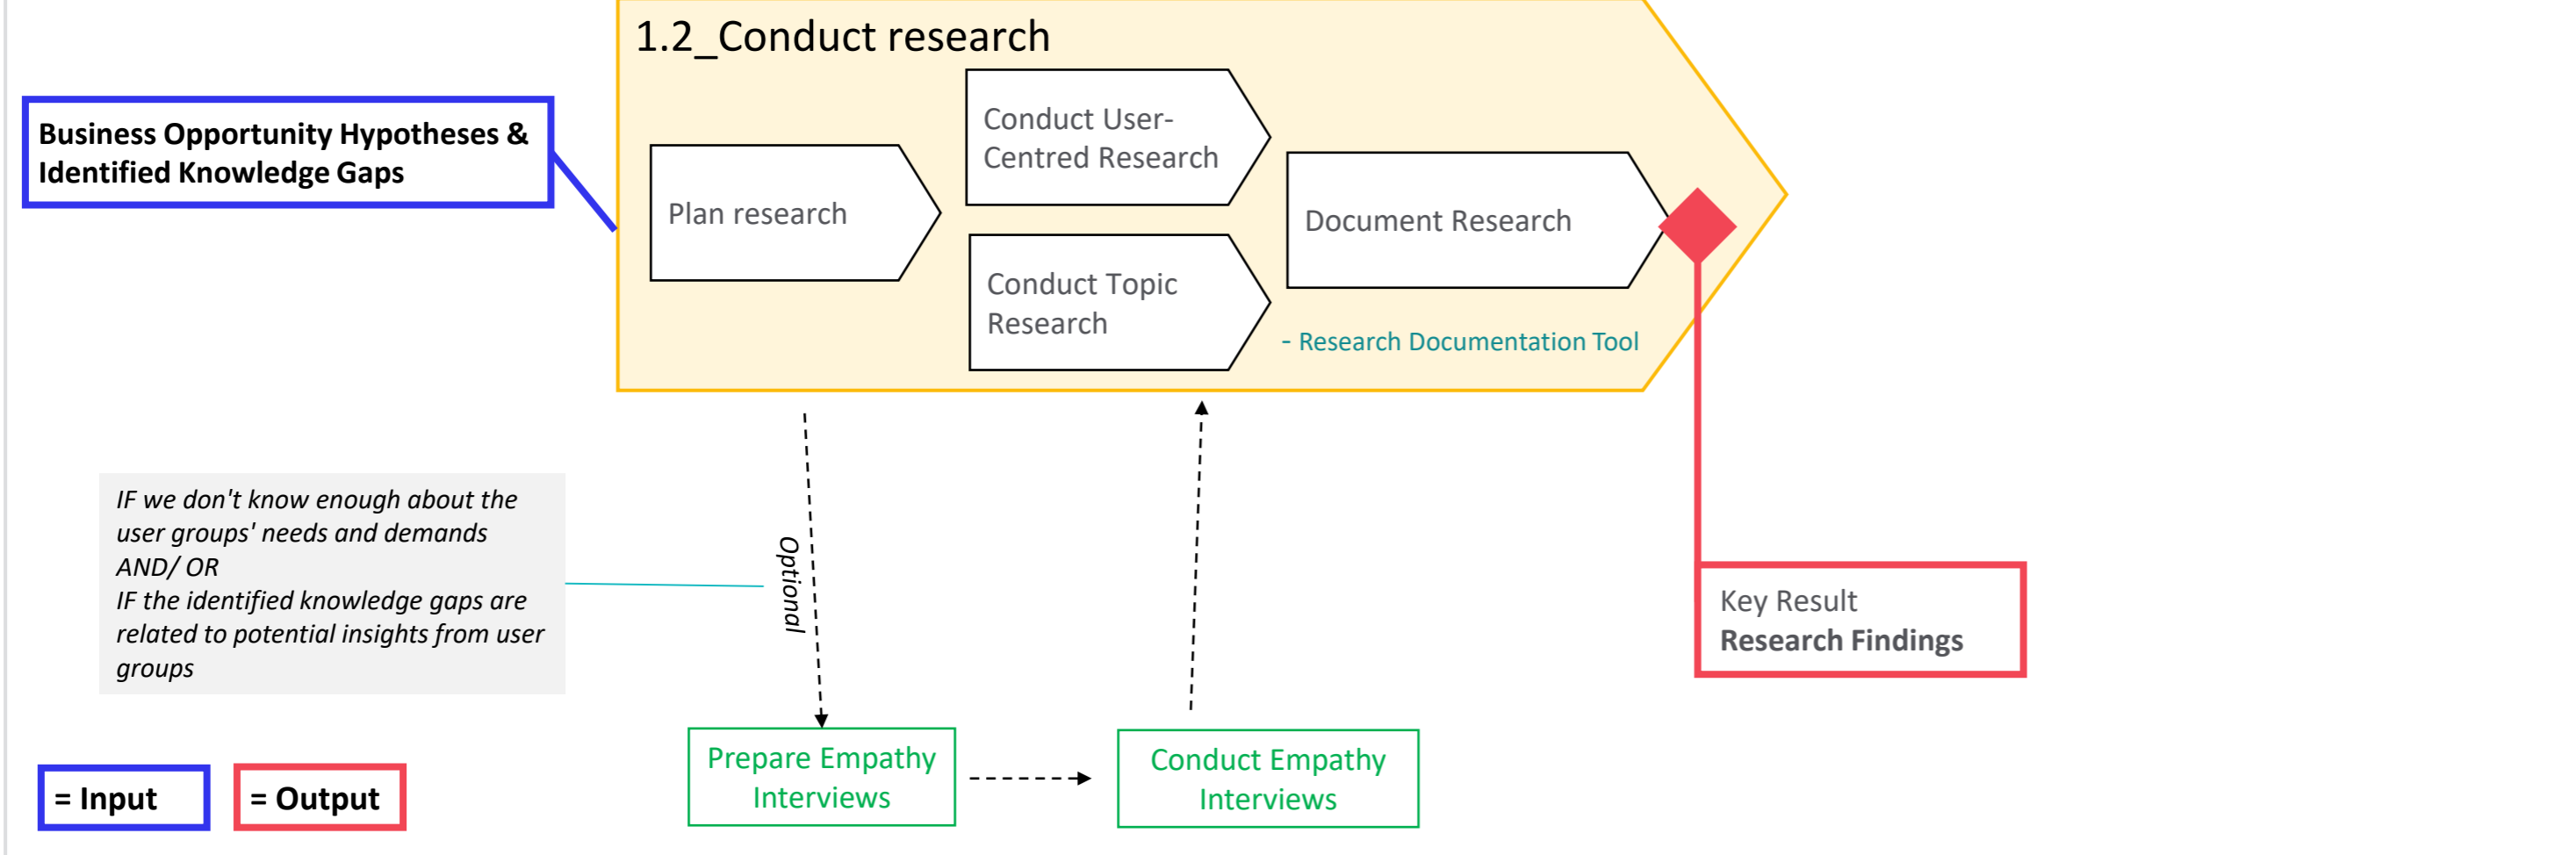 1.2_Conduct research
Business Opportunity Hypotheses &
Identified Knowledge Gaps
Plan research
Conduct User-
Centred Research
Conduct Topic
Research
Document Research
- Research Documentation Tool
IF we don't know enough about the
user groups' needs and demands
AND/ OR
IF the identified knowledge gaps are
related to potential insights from user
groups
Optional
Key Result
Research Findings
Prepare Empathy
Interviews
Conduct Empathy
Interviews
= Input
= Output